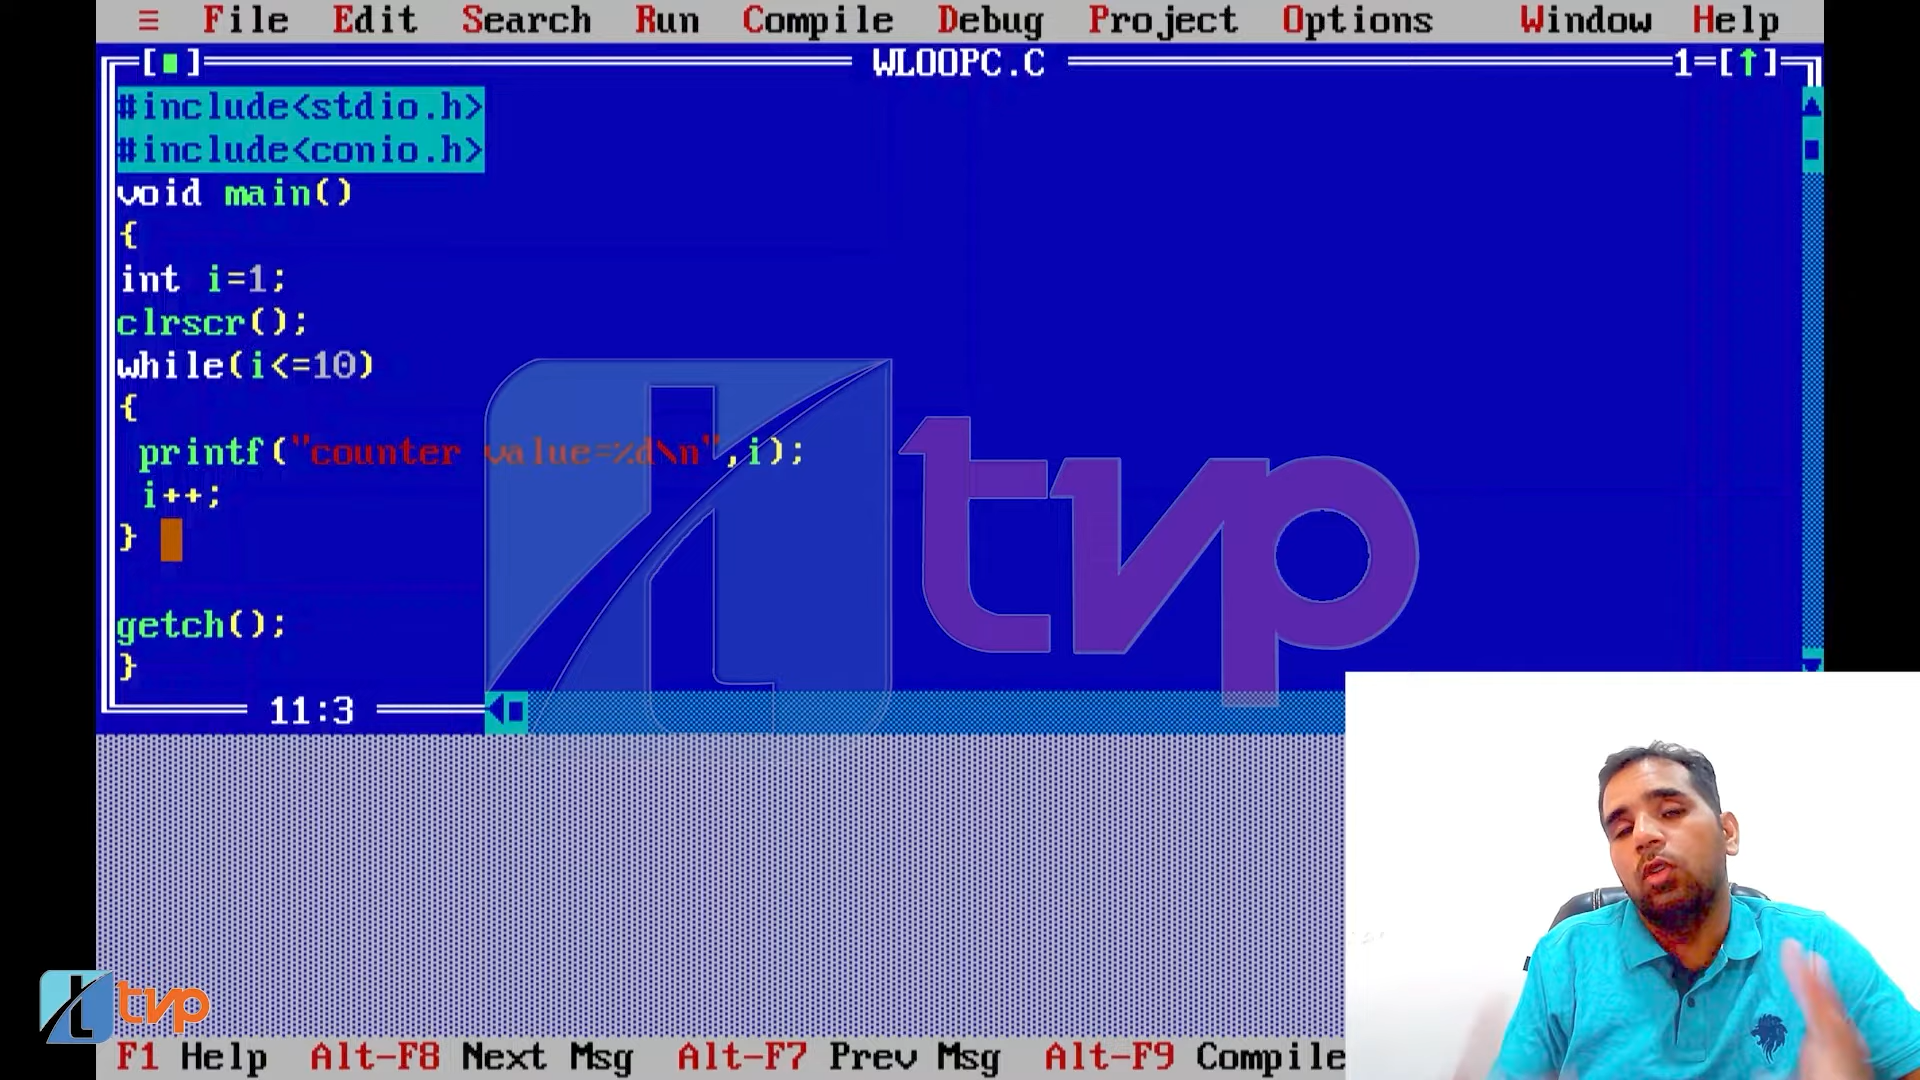 ≡ File Edit Search Run Compile Debug Project Options Window Help
[■] WLOOPC.C 1=[↑]
#include<stdio.h>
#include<conio.h>
void main()
{
int i=1;
clrscr();
while(i<=10)
{
printf("counter value=%d\n",i);
i++;
}
getch();
}
11:3
tvp
tvp
F1 Help Alt-F8 Next Msg Alt-F7 Prev Msg Alt-F9 Compile